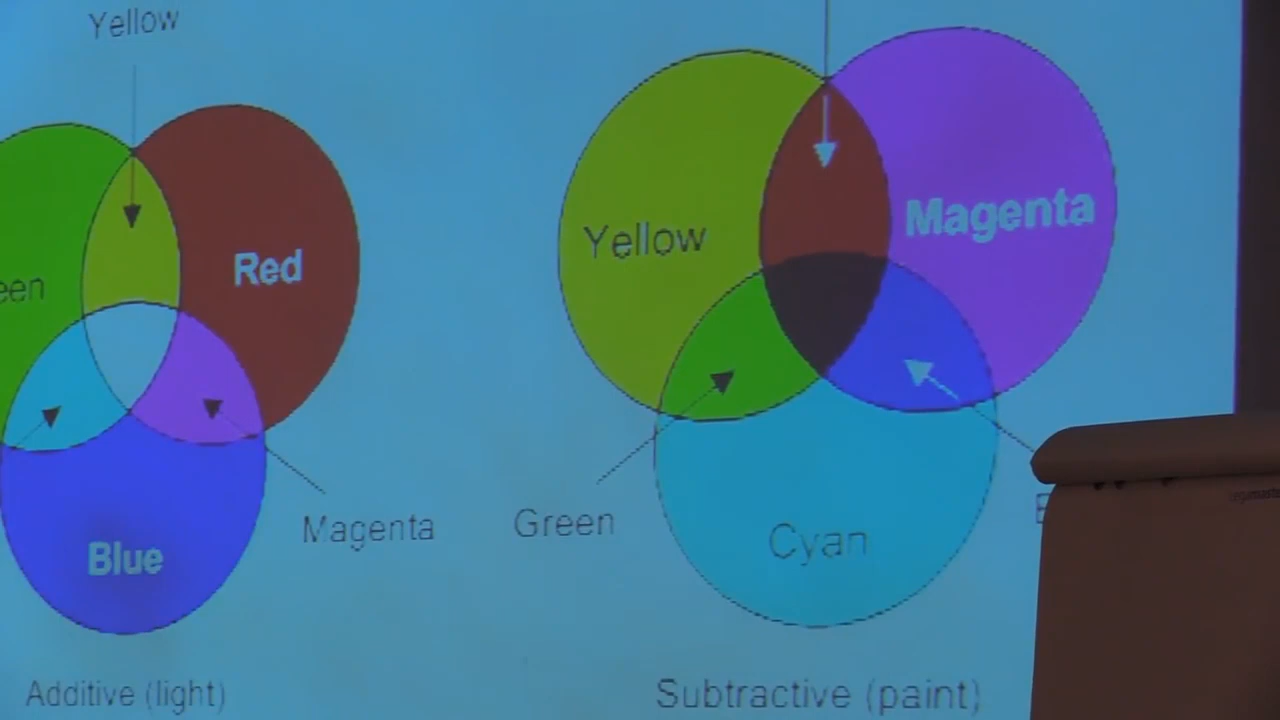 Yellow
Red
Blue
Magenta
Additive (light)
Yellow
Magenta
Green
Cyan
Subtractive (paint)